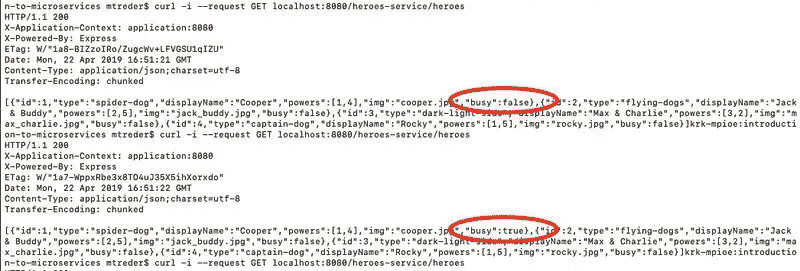 n-to-microservices mtreder$ curl -i --request GET localhost:8080/heroes-service/heroes
HTTP/1.1 200
X-Application-Context: application:8080
X-Powered-By: Express
ETag: W/"1a8-BIZzoIRo/ZugcWv+LFVGSU1qIZU"
Date: Mon, 22 Apr 2019 16:51:21 GMT
Content-Type: application/json;charset=utf-8
Transfer-Encoding: chunked
[{"id":1,"type":"spider-dog","displayName":"Cooper","powers":[1,4],"img":"cooper.jpg","busy":false},{"id":2,"type":"flying-dogs","displayName":"Jack
& Buddy","powers":[2,5],"img":"jack_buddy.jpg","busy":false},{"id":3,"type":"dark-light-side","displayName":"Max & Charlie","powers":[3,2],"img":"m
ax_charlie.jpg","busy":false},{"id":4,"type":"captain-dog","displayName":"Rocky","powers":[1,5],"img":"rocky.jpg","busy":false}]krk-mpioe:introducti
on-to-microservices mtreder$ curl -i --request GET localhost:8080/heroes-service/heroes
HTTP/1.1 200
X-Application-Context: application:8080
X-Powered-By: Express
ETag: W/"1a7-WppxRbe3x8TO4uJ35X5ihXorxdo"
Date: Mon, 22 Apr 2019 16:51:22 GMT
Content-Type: application/json;charset=utf-8
Transfer-Encoding: chunked
[{"id":1,"type":"spider-dog","displayName":"Cooper","powers":[1,4],"img":"cooper.jpg","busy":true},{"id":2,"type":"flying-dogs","displayName":"Jack
& Buddy","powers":[2,5],"img":"jack_buddy.jpg","busy":false},{"id":3,"type":"dark-light-side","displayName":"Max & Charlie","powers":[3,2],"img":"m
ax_charlie.jpg","busy":false},{"id":4,"type":"captain-dog","displayName":"Rocky","powers":[1,5],"img":"rocky.jpg","busy":false}]krk-mpioe:introducti
on-to-microservices mtreder$ curl -i --request GET localhost:8080/heroes-service/heroes